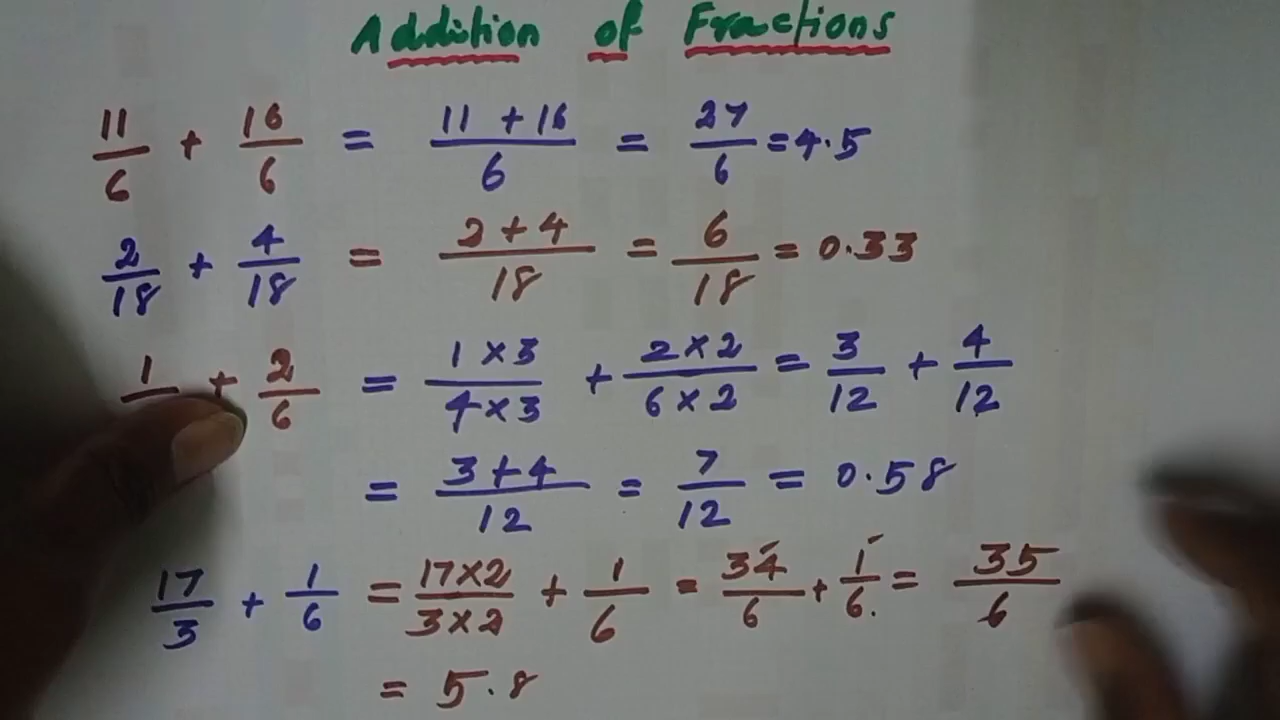 Addition of Fractions
11/6 + 16/6 = 11 + 16/6 = 27/6 = 4.5
2/18 + 4/18 = 2 + 4/18 = 6/18 = 0.33
1/ + 2/6 = 1 × 3/4 × 3 + 2 × 2/6 × 2 = 3/12 + 4/12
= 3 + 4/12 = 7/12 = 0.58
17/3 + 1/6 = 17 × 2/3 × 2 + 1/6 = 34/6 + 1/6. = 35/6
= 5.8